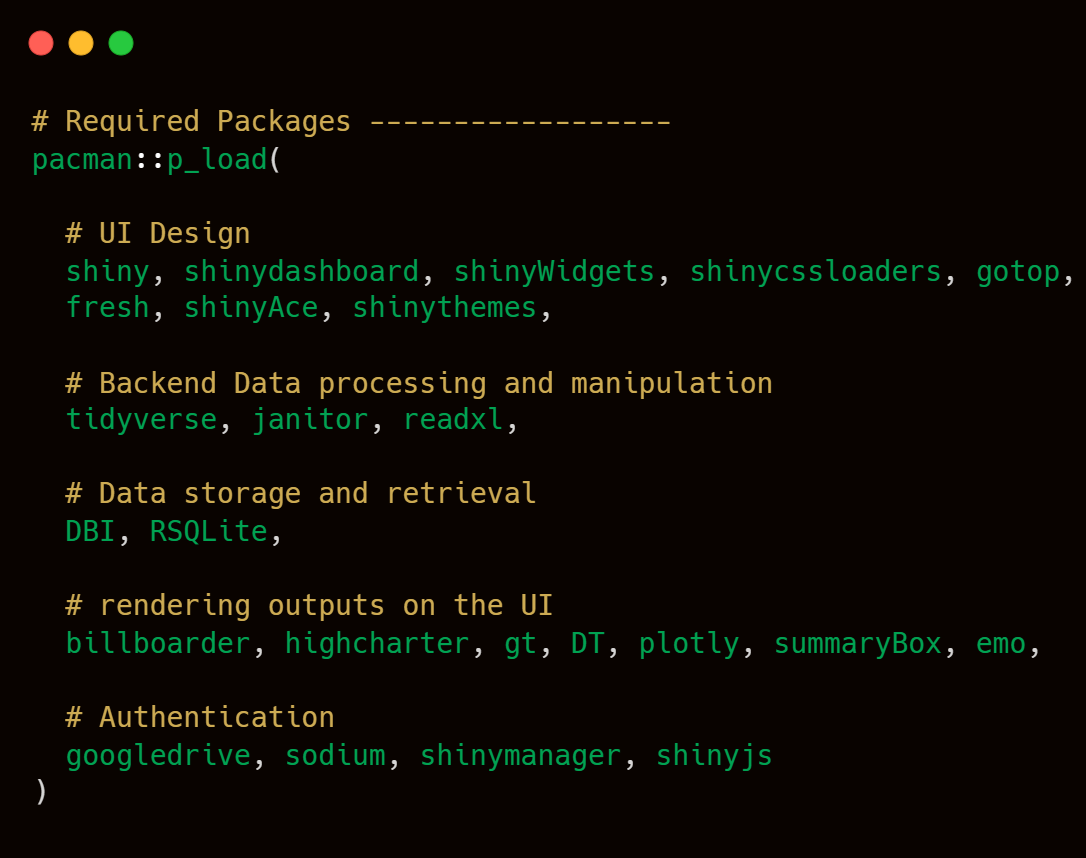 # Required Packages ------------------
pacman::p_load(
# UI Design
shiny, shinydashboard, shinyWidgets, shinycssloaders, gotop,
fresh, shinyAce, shinythemes,
# Backend Data processing and manipulation
tidyverse, janitor, readxl,
# Data storage and retrieval
DBI, RSQLite,
# rendering outputs on the UI
billboarder, highcharter, gt, DT, plotly, summaryBox, emo,
# Authentication
googledrive, sodium, shinymanager, shinyjs
)